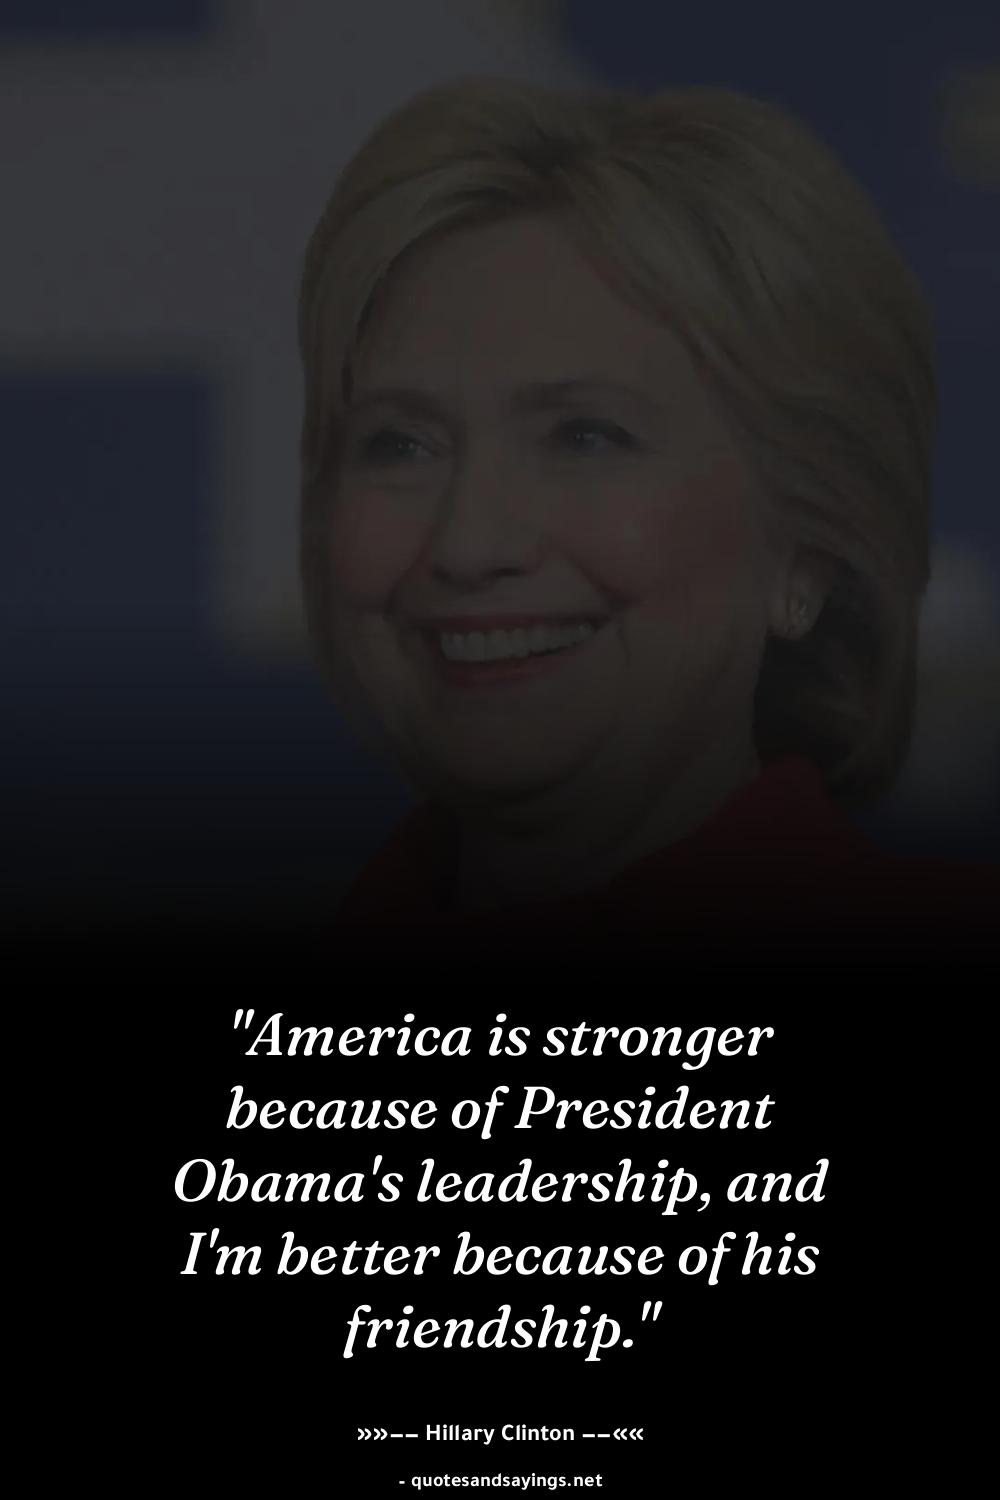 "America is stronger
because of President
Obama's leadership, and
I'm better because of his
friendship."
»»–– Hillary Clinton ––««
- quotesandsayings.net